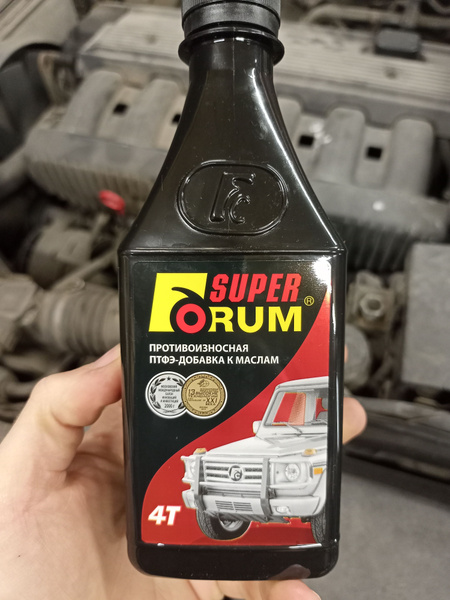 SUPER
FORUM®
ПРОТИВОИЗНОСНАЯ
ПТФЭ-ДОБАВКА К МАСЛАМ
4T